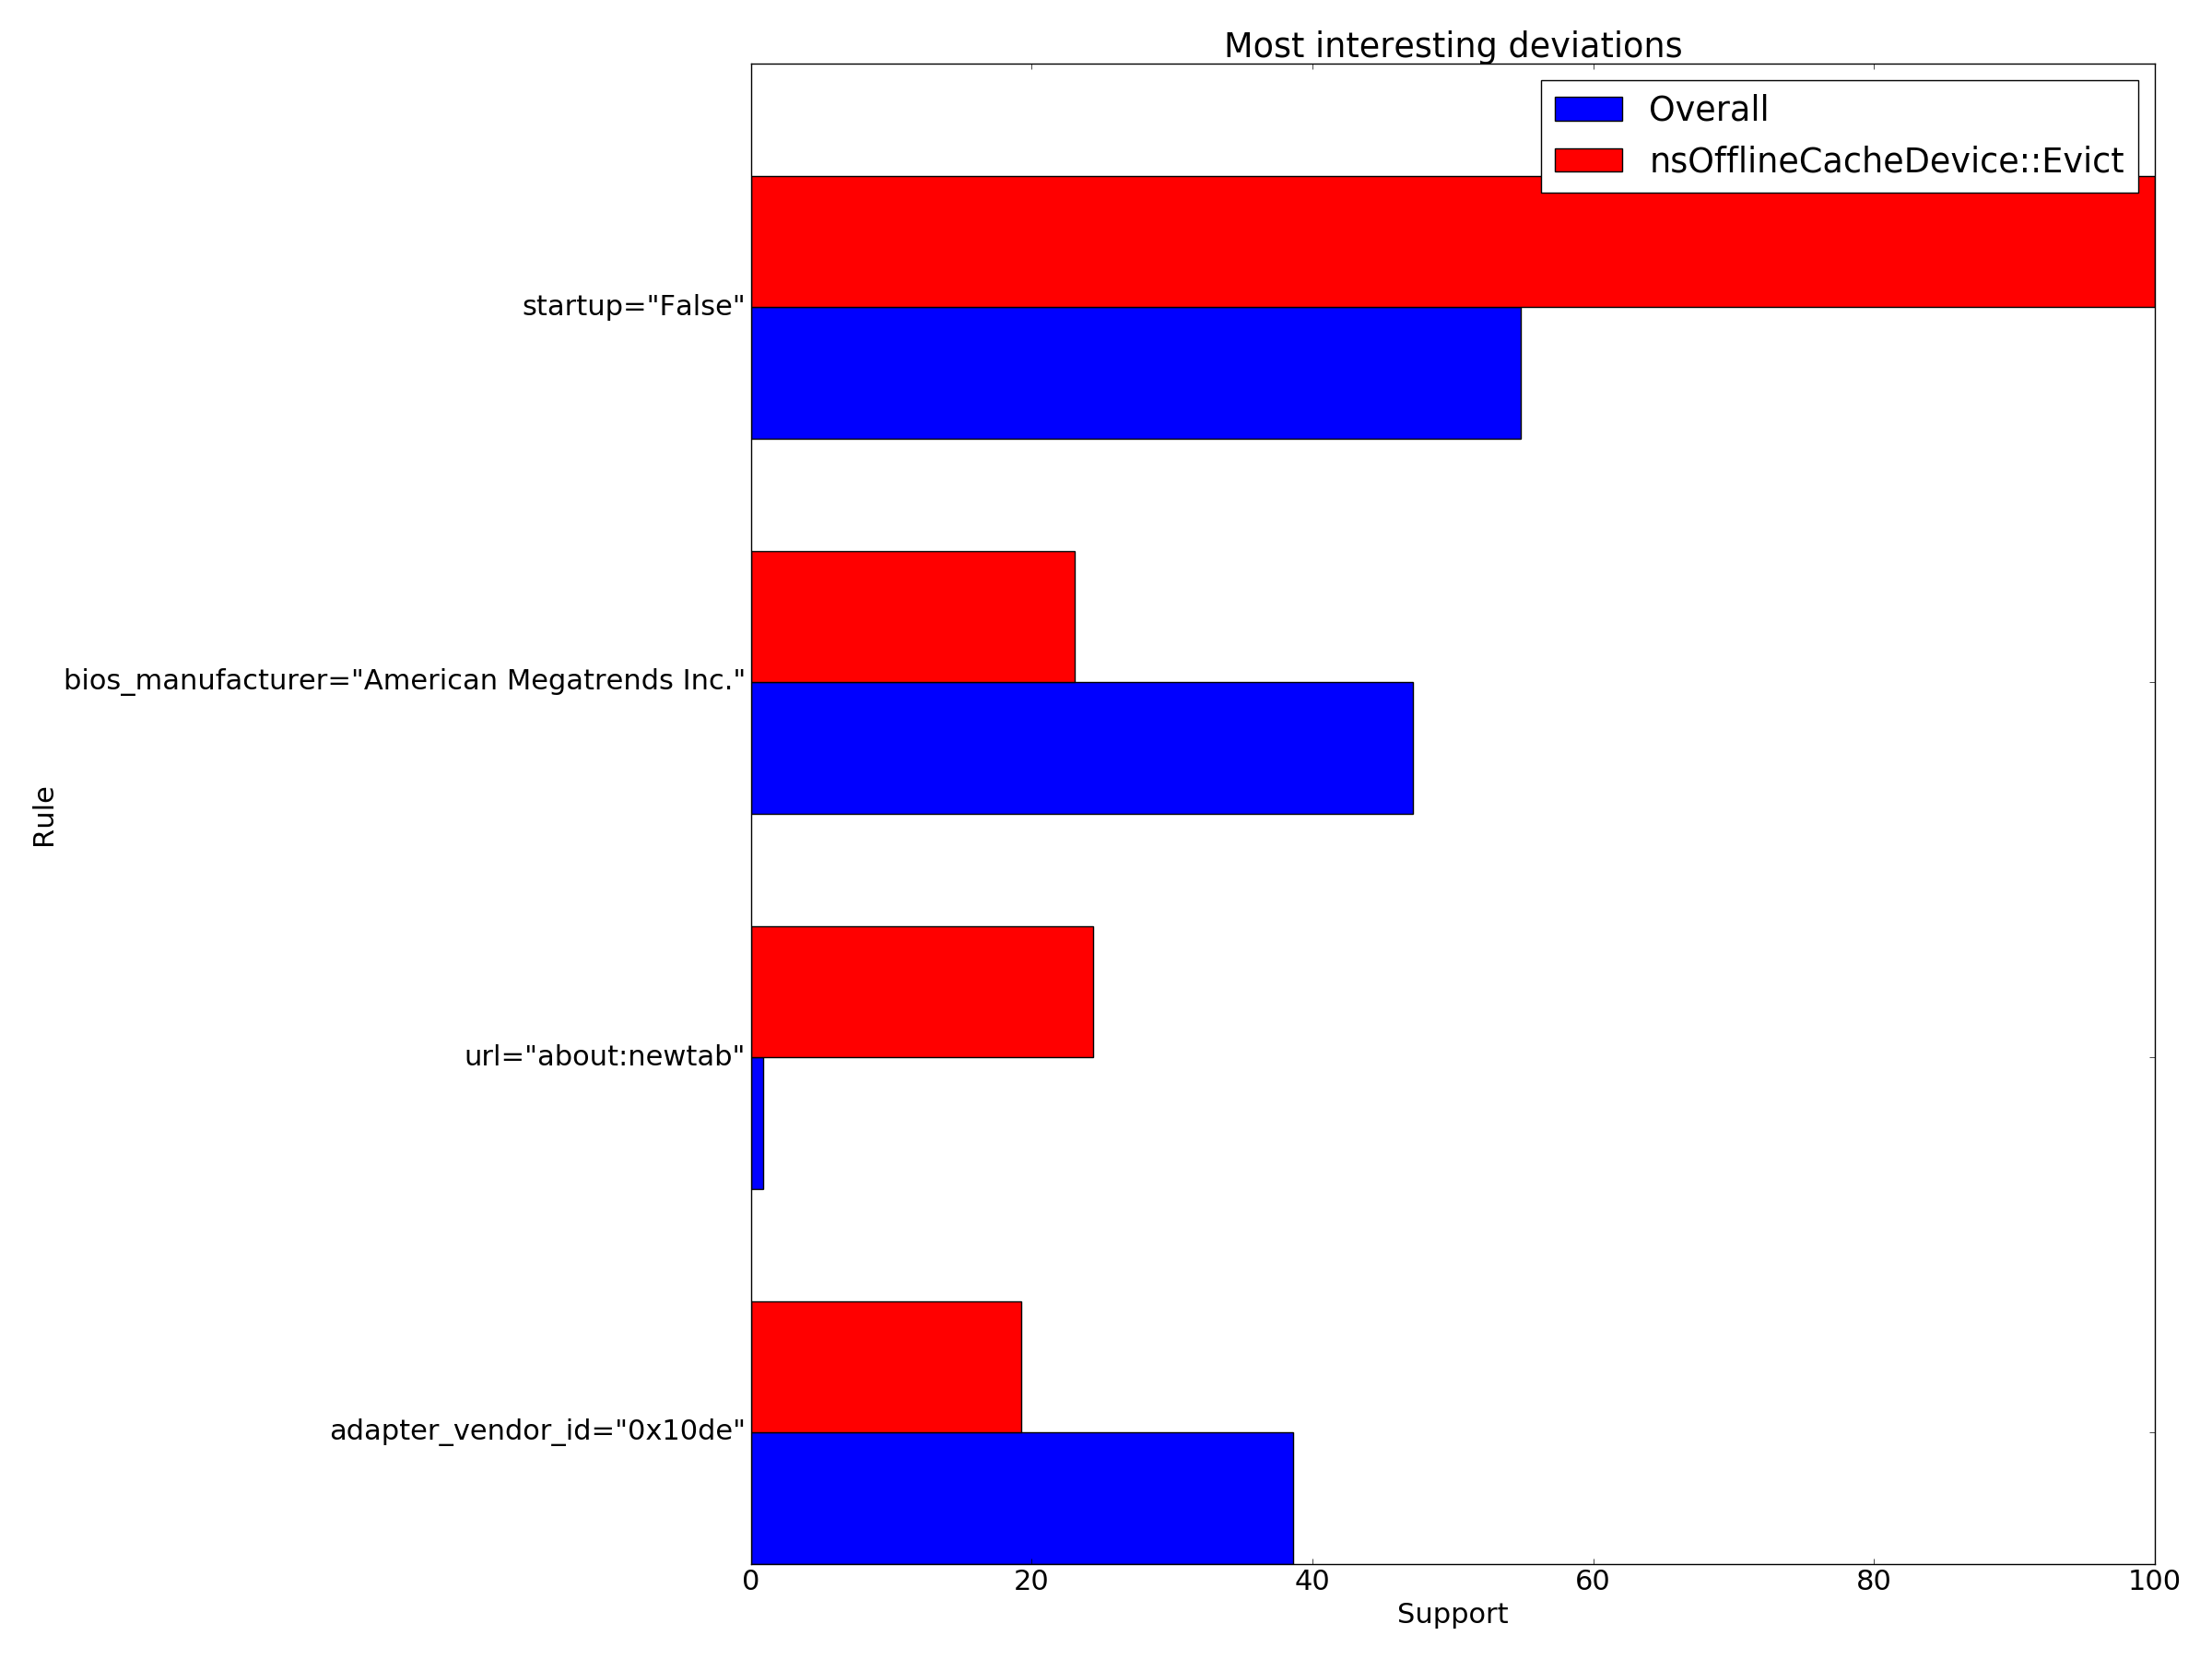 Most interesting deviations
Overall
nsOfflineCacheDevice::Evict
startup="False"
bios_manufacturer="American Megatrends Inc."
url="about:newtab"
adapter_vendor_id="0x10de"
Rule
0 20 40 60 80 100
Support